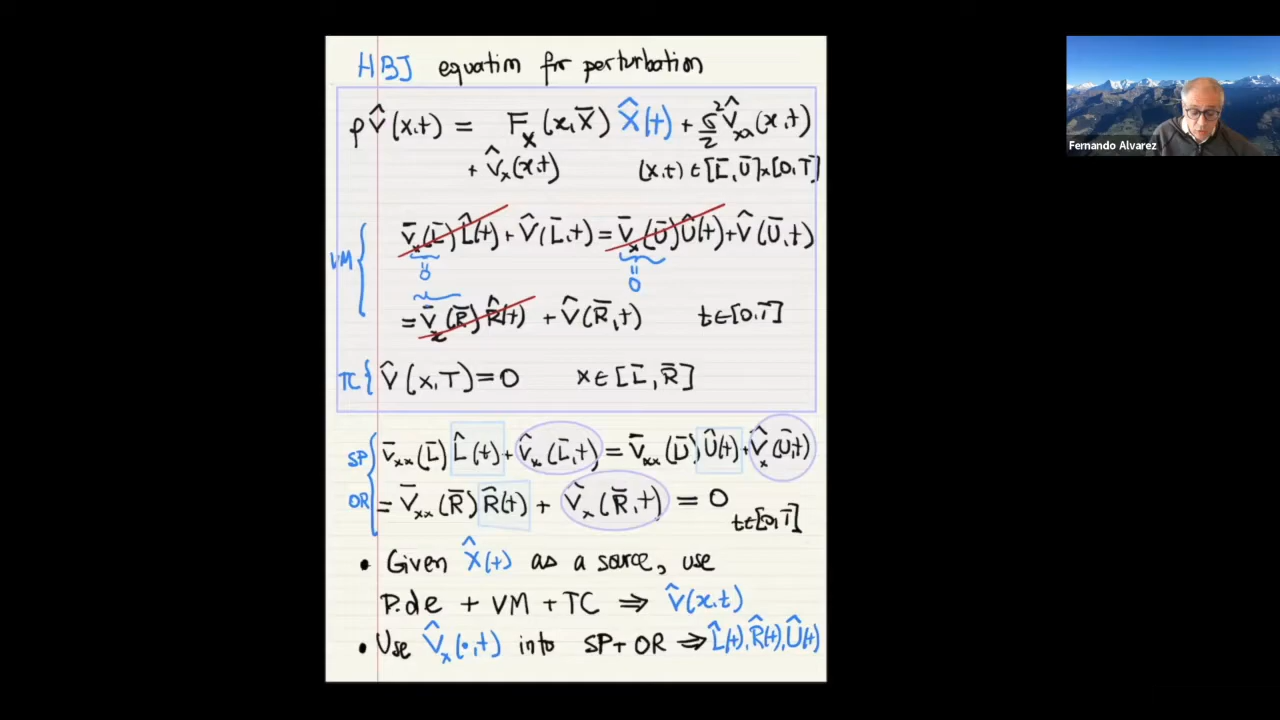 HBJ equation for perturbation
ρV̂(x,t) = F_X(x,X̄) X̂(t) + σ²/2 V̂_xx(x,t)
+ V̂_x(x,t) (x,t) ∈ [L̄,Ū]×[0,T]
VM { V̄_x(L̄)L̂(t) + V̂(L̄,t) = V̄_x(Ū)Û(t) + V̂(Ū,t)
= 0 = 0
= V̄_x(R̄)R̂(t) + V̂(R̄,t) t∈[0,T]
TC { V̂(x,T) = 0 x ∈ [L̄,R̄]
SP { V̄_xx(L̄) L̂(t) + V̂_x(L̄,t) = V̄_xx(Ū) Û(t) + V̂_x(Ū,t)
OR = V̄_xx(R̄) R̂(t) + V̂_x(R̄,t) = 0
t∈[0,T]
• Given X̂(t) as a source, use
P.de + VM + TC ⇒ V̂(x,t)
• Use V̂_x(•,t) into SP+ OR ⇒ L̂(t), R̂(t), Û(t)
Fernando Alvarez